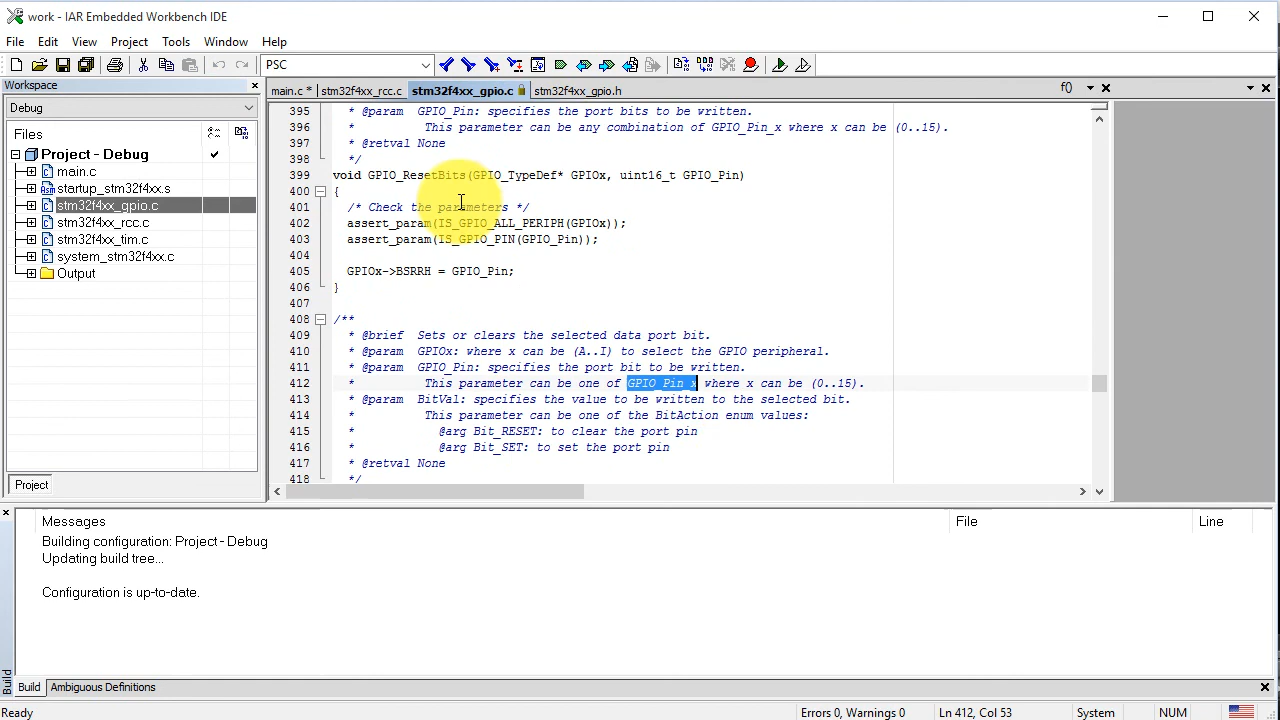 work - IAR Embedded Workbench IDE
File Edit View Project Tools Window Help
PSC
Workspace
Debug
Files
Project - Debug
main.c
startup_stm32f4xx.s
stm32f4xx_gpio.c
stm32f4xx_rcc.c
stm32f4xx_tim.c
system_stm32f4xx.c
Output
Project
main.c * stm32f4xx_rcc.c stm32f4xx_gpio.c stm32f4xx_gpio.h f()
395 * @param GPIO_Pin: specifies the port bits to be written.
396 * This parameter can be any combination of GPIO_Pin_x where x can be (0..15).
397 * @retval None
398 */
399 void GPIO_ResetBits(GPIO_TypeDef* GPIOx, uint16_t GPIO_Pin)
400 {
401 /* Check the parameters */
402 assert_param(IS_GPIO_ALL_PERIPH(GPIOx));
403 assert_param(IS_GPIO_PIN(GPIO_Pin));
404
405 GPIOx->BSRRH = GPIO_Pin;
406 }
407
408 /**
409 * @brief Sets or clears the selected data port bit.
410 * @param GPIOx: where x can be (A..I) to select the GPIO peripheral.
411 * @param GPIO_Pin: specifies the port bit to be written.
412 * This parameter can be one of GPIO_Pin_x where x can be (0..15).
413 * @param BitVal: specifies the value to be written to the selected bit.
414 * This parameter can be one of the BitAction enum values:
415 * @arg Bit_RESET: to clear the port pin
416 * @arg Bit_SET: to set the port pin
417 * @retval None
418 */
Messages File Line
Building configuration: Project - Debug
Updating build tree...
Configuration is up-to-date.
Build
Build Ambiguous Definitions
Ready Errors 0, Warnings 0 Ln 412, Col 53 System NUM